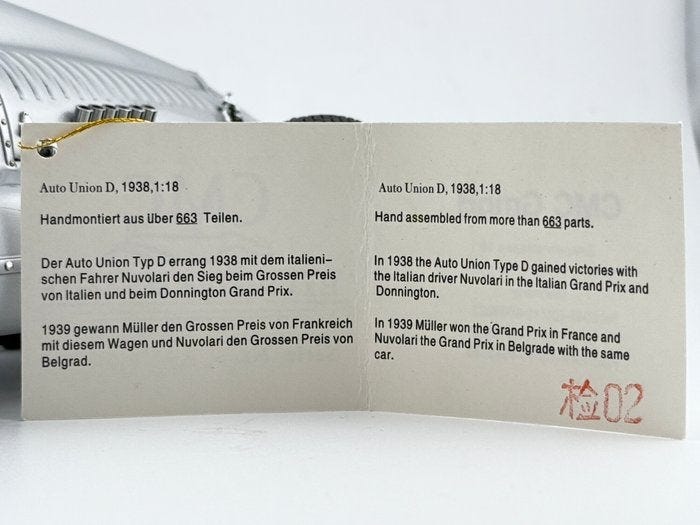 Auto Union D, 1938,1:18
Handmontiert aus über 663 Teilen.
Der Auto Union Typ D errang 1938 mit dem italieni–
schen Fahrer Nuvolari den Sieg beim Grossen Preis
von Italien und beim Donnington Grand Prix.
1939 gewann Müller den Grossen Preis von Frankreich
mit diesem Wagen und Nuvolari den Grossen Preis von
Belgrad.
Auto Union D, 1938,1:18
Hand assembled from more than 663 parts.
In 1938 the Auto Union Type D gained victories with
the Italian driver Nuvolari in the Italian Grand Prix and
Donnington.
In 1939 Müller won the Grand Prix in France and
Nuvolari the Grand Prix in Belgrade with the same
car.
检02